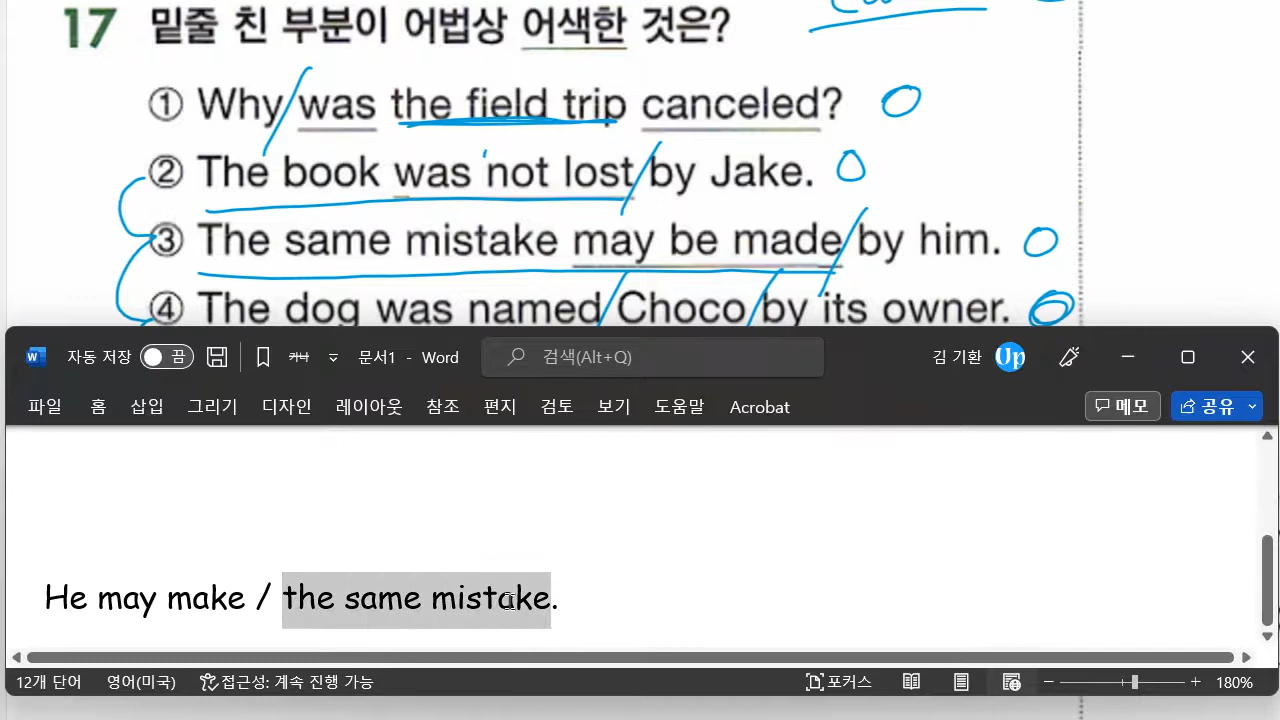 17 밑줄 친 부분이 어법상 어색한 것은?
① Why was the field trip canceled?
② The book was not lost by Jake.
③ The same mistake may be made by him.
④ The dog was named Choco by its owner.
자동 저장 끔 가나 문서1 - Word 검색(Alt+Q) 김 기환 Up
파일 홈 삽입 그리기 디자인 레이아웃 참조 편지 검토 보기 도움말 Acrobat 메모 공유
He may make / the same mistake.
12개 단어 영어(미국) 접근성: 계속 진행 가능 포커스 180%